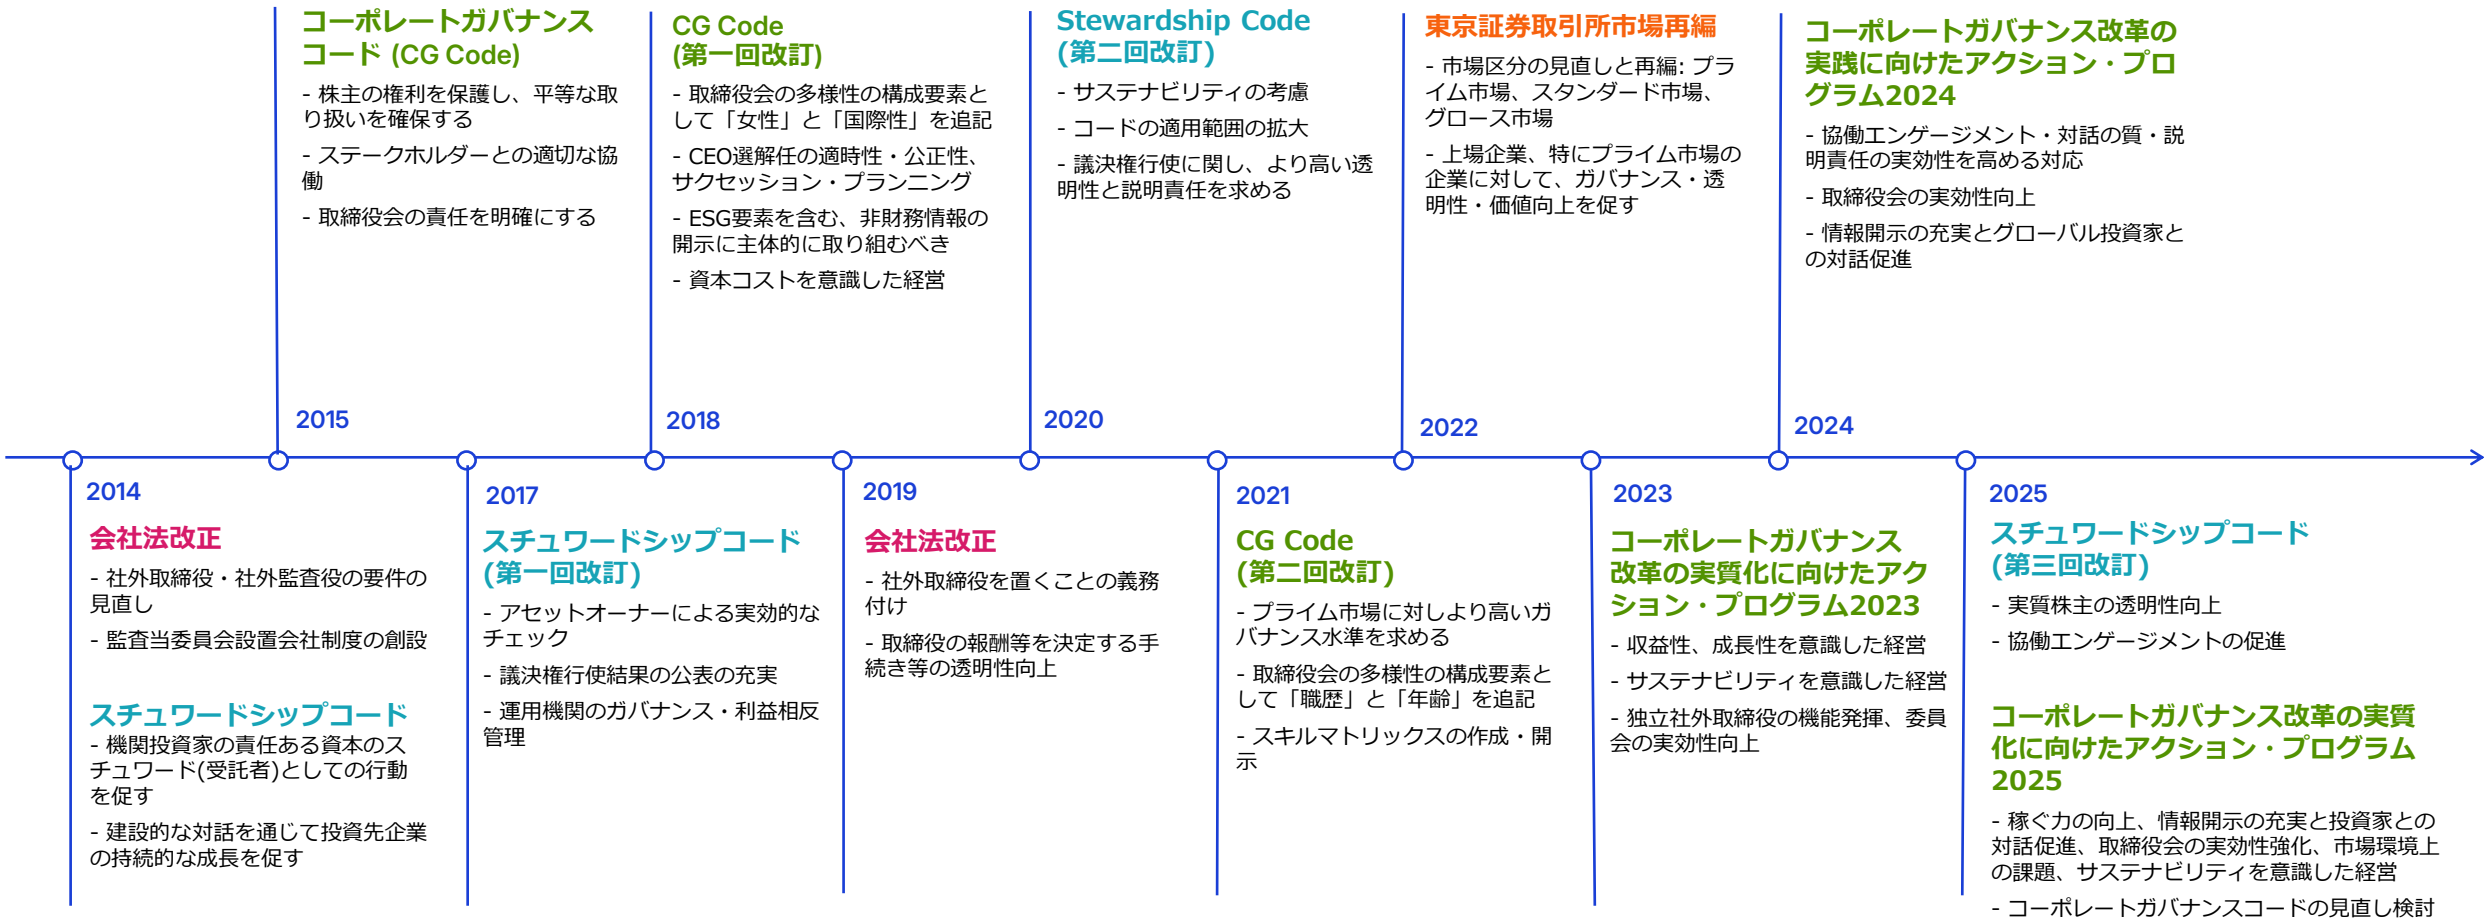 コーポレートガバナンス
コード (CG Code)
- 株主の権利を保護し、平等な取
り扱いを確保する
- ステークホルダーとの適切な協
働
- 取締役会の責任を明確にする
2015
CG Code
(第一回改訂)
- 取締役会の多様性の構成要素と
して「女性」と「国際性」を追記
- CEO選解任の適時性・公正性、
サクセッション・プランニング
- ESG要素を含む、非財務情報の
開示に主体的に取り組むべき
- 資本コストを意識した経営
2018
Stewardship Code
(第二回改訂)
- サステナビリティの考慮
- コードの適用範囲の拡大
- 議決権行使に関し、より高い透
明性と説明責任を求める
2020
東京証券取引所市場再編
- 市場区分の見直しと再編: プラ
イム市場、スタンダード市場、
グロース市場
- 上場企業、特にプライム市場の
企業に対して、ガバナンス・透
明性・価値向上を促す
2022
コーポレートガバナンス改革の
実践に向けたアクション・プロ
グラム2024
- 協働エンゲージメント・対話の質・説
明責任の実効性を高める対応
- 取締役会の実効性向上
- 情報開示の充実とグローバル投資家と
の対話促進
2024
2014
会社法改正
- 社外取締役・社外監査役の要件の
見直し
- 監査当委員会設置会社制度の創設
スチュワードシップコード
- 機関投資家の責任ある資本のス
チュワード(受託者)としての行動
を促す
- 建設的な対話を通じて投資先企業
の持続的な成長を促す
2017
スチュワードシップコード
(第一回改訂)
- アセットオーナーによる実効的な
チェック
- 議決権行使結果の公表の充実
- 運用機関のガバナンス・利益相反
管理
2019
会社法改正
- 社外取締役を置くことの義務
付け
- 取締役の報酬等を決定する手
続き等の透明性向上
2021
CG Code
(第二回改訂)
- プライム市場に対しより高いガ
バナンス水準を求める
- 取締役会の多様性の構成要素と
して「職歴」と「年齢」を追記
- スキルマトリックスの作成・開
示
2023
コーポレートガバナンス
改革の実質化に向けたアク
ション・プログラム2023
- 収益性、成長性を意識した経営
- サステナビリティを意識した経営
- 独立社外取締役の機能発揮、委員
会の実効性向上
2025
スチュワードシップコード
(第三回改訂)
- 実質株主の透明性向上
- 協働エンゲージメントの促進
コーポレートガバナンス改革の実質
化に向けたアクション・プログラム
2025
- 稼ぐ力の向上、情報開示の充実と投資家との
対話促進、取締役会の実効性強化、市場環境上
の課題、サステナビリティを意識した経営
- コーポレートガバナンスコードの見直し検討